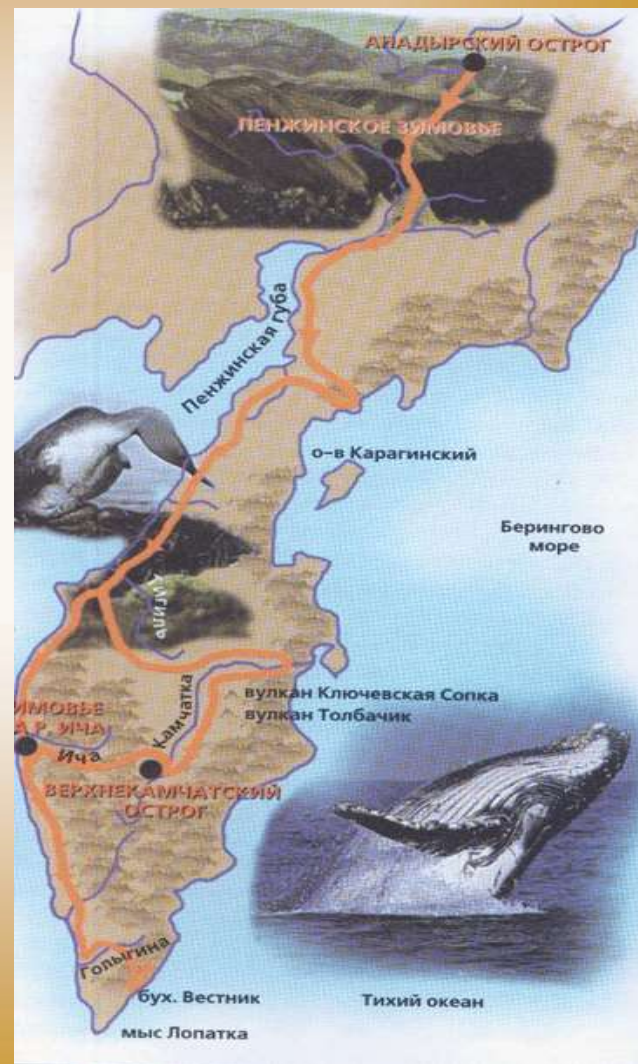 АНАДЫРСКИЙ ОСТРОГ
ПЕНЖИНСКОЕ ЗИМОВЬЕ
Пенжинская губа
о-в Карагинский
Берингово
море
Камчатка
вулкан Ключевская Сопка
вулкан Толбачик
ИМОВЬЕ
А Р. ИЧА
Ича
ВЕРХНЕКАМЧАТСКИЙ
ОСТРОГ
Голыгина
бух. Вестник
Тихий океан
мыс Лопатка